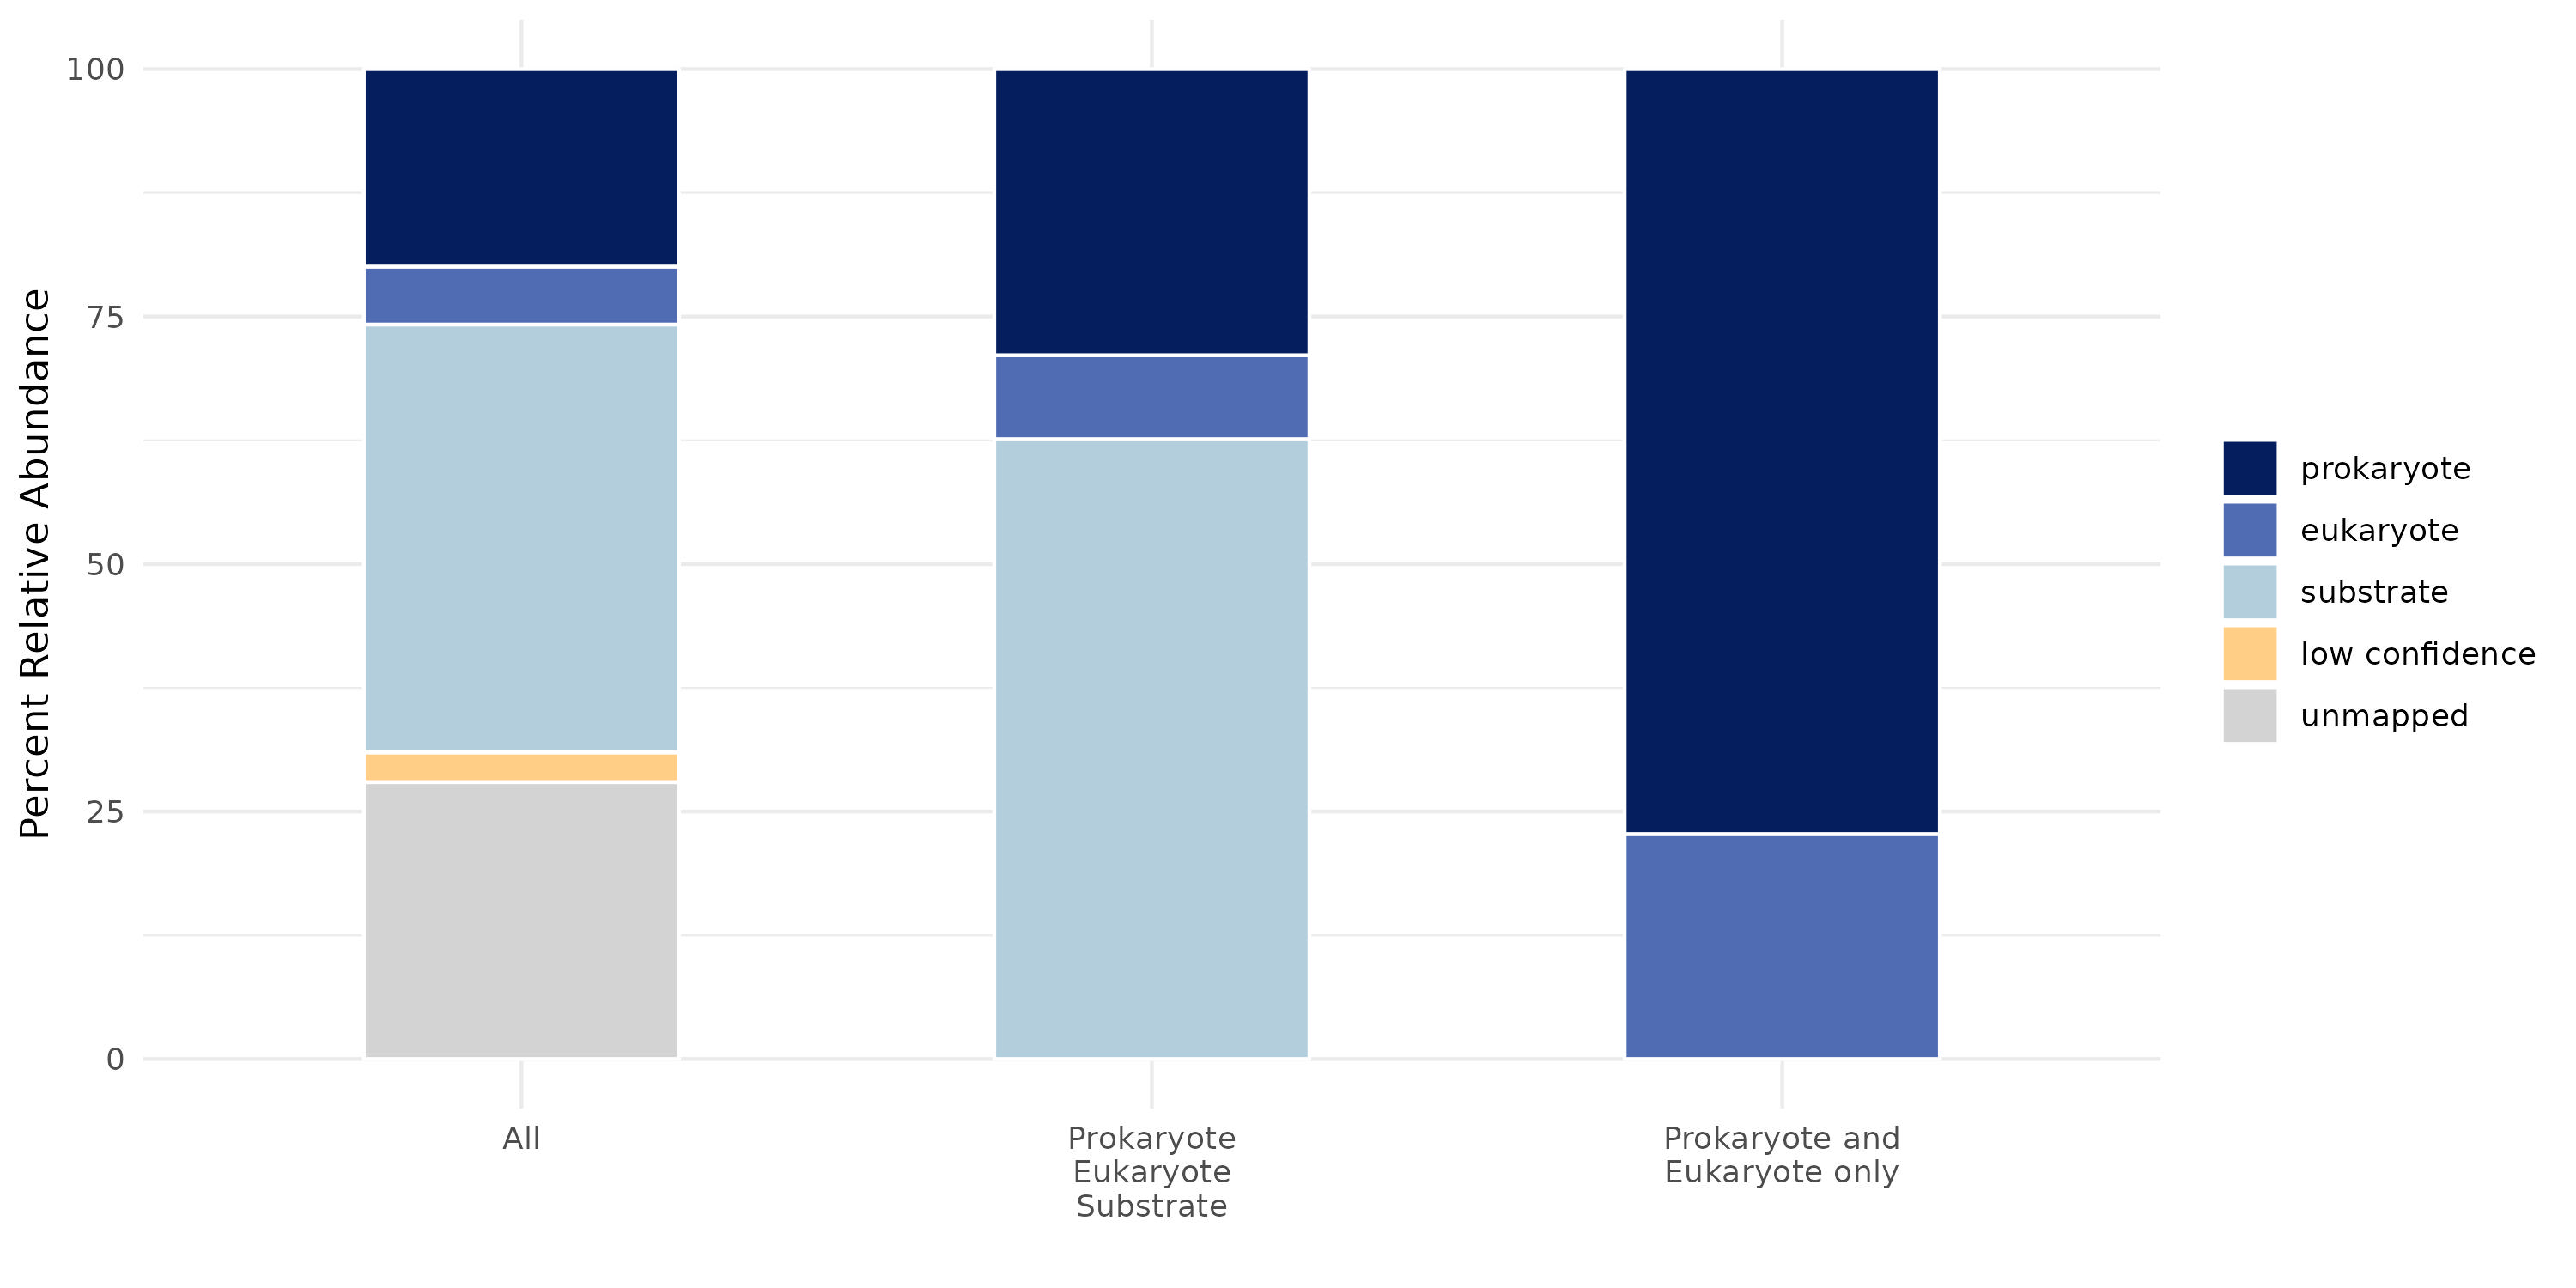 Percent Relative Abundance
100
75
50
25
0
All
Prokaryote
Eukaryote
Substrate
Prokaryote and
Eukaryote only
prokaryote
eukaryote
substrate
low confidence
unmapped